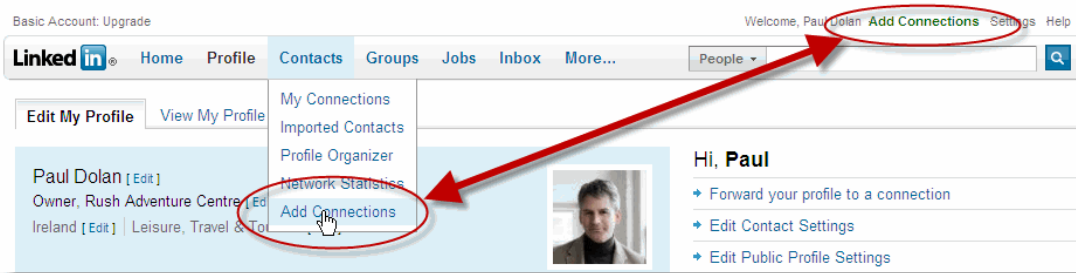 Basic Account: Upgrade
Welcome, Paul Dolan Add Connections Settings Help
Linked in ® Home Profile Contacts Groups Jobs Inbox More... People
Edit My Profile View My Profile
My Connections
Imported Contacts
Profile Organizer
Network Statistics
Add Connections
Paul Dolan [ Edit ]
Owner, Rush Adventure Centre [ Ed
Ireland [ Edit ] | Leisure, Travel &
Hi, Paul
Forward your profile to a connection
Edit Contact Settings
Edit Public Profile Settings